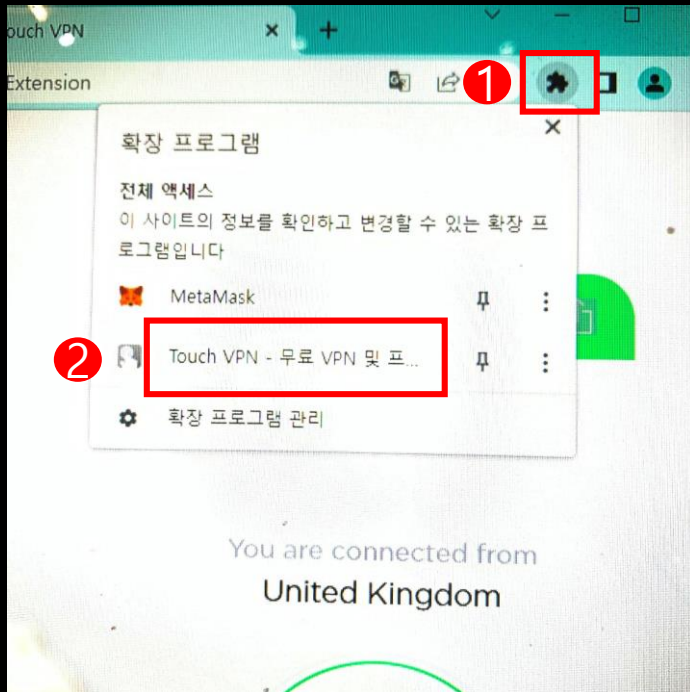 ouch VPN
Extension
1
확장 프로그램
전체 액세스
이 사이트의 정보를 확인하고 변경할 수 있는 확장 프
로그램입니다
MetaMask
2
Touch VPN - 무료 VPN 및 프...
확장 프로그램 관리
You are connected from
United Kingdom